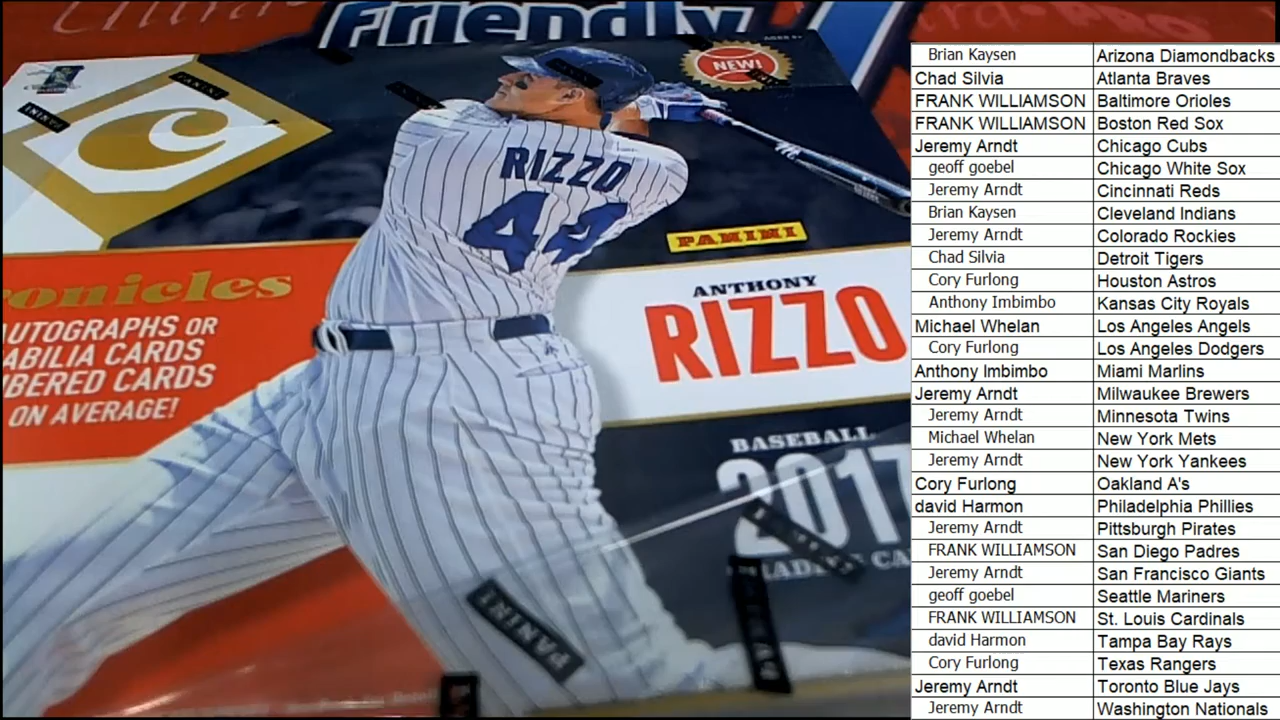 Friendly
NEW!
PANINI
PANINI
PANINI
RIZZO
44
PANINI
ronicles
ANTHONY
RIZZO
AUTOGRAPHS OR
ABILIA CARDS
BERED CARDS
ON AVERAGE!
BASEBALL
2017
RADING CA
PANINI
Brian Kaysen Arizona Diamondbacks
Chad Silvia Atlanta Braves
FRANK WILLIAMSON Baltimore Orioles
FRANK WILLIAMSON Boston Red Sox
Jeremy Arndt Chicago Cubs
geoff goebel Chicago White Sox
Jeremy Arndt Cincinnati Reds
Brian Kaysen Cleveland Indians
Jeremy Arndt Colorado Rockies
Chad Silvia Detroit Tigers
Cory Furlong Houston Astros
Anthony Imbimbo Kansas City Royals
Michael Whelan Los Angeles Angels
Cory Furlong Los Angeles Dodgers
Anthony Imbimbo Miami Marlins
Jeremy Arndt Milwaukee Brewers
Jeremy Arndt Minnesota Twins
Michael Whelan New York Mets
Jeremy Arndt New York Yankees
Cory Furlong Oakland A's
david Harmon Philadelphia Phillies
Jeremy Arndt Pittsburgh Pirates
FRANK WILLIAMSON San Diego Padres
Jeremy Arndt San Francisco Giants
geoff goebel Seattle Mariners
FRANK WILLIAMSON St. Louis Cardinals
david Harmon Tampa Bay Rays
Cory Furlong Texas Rangers
Jeremy Arndt Toronto Blue Jays
Jeremy Arndt Washington Nationals